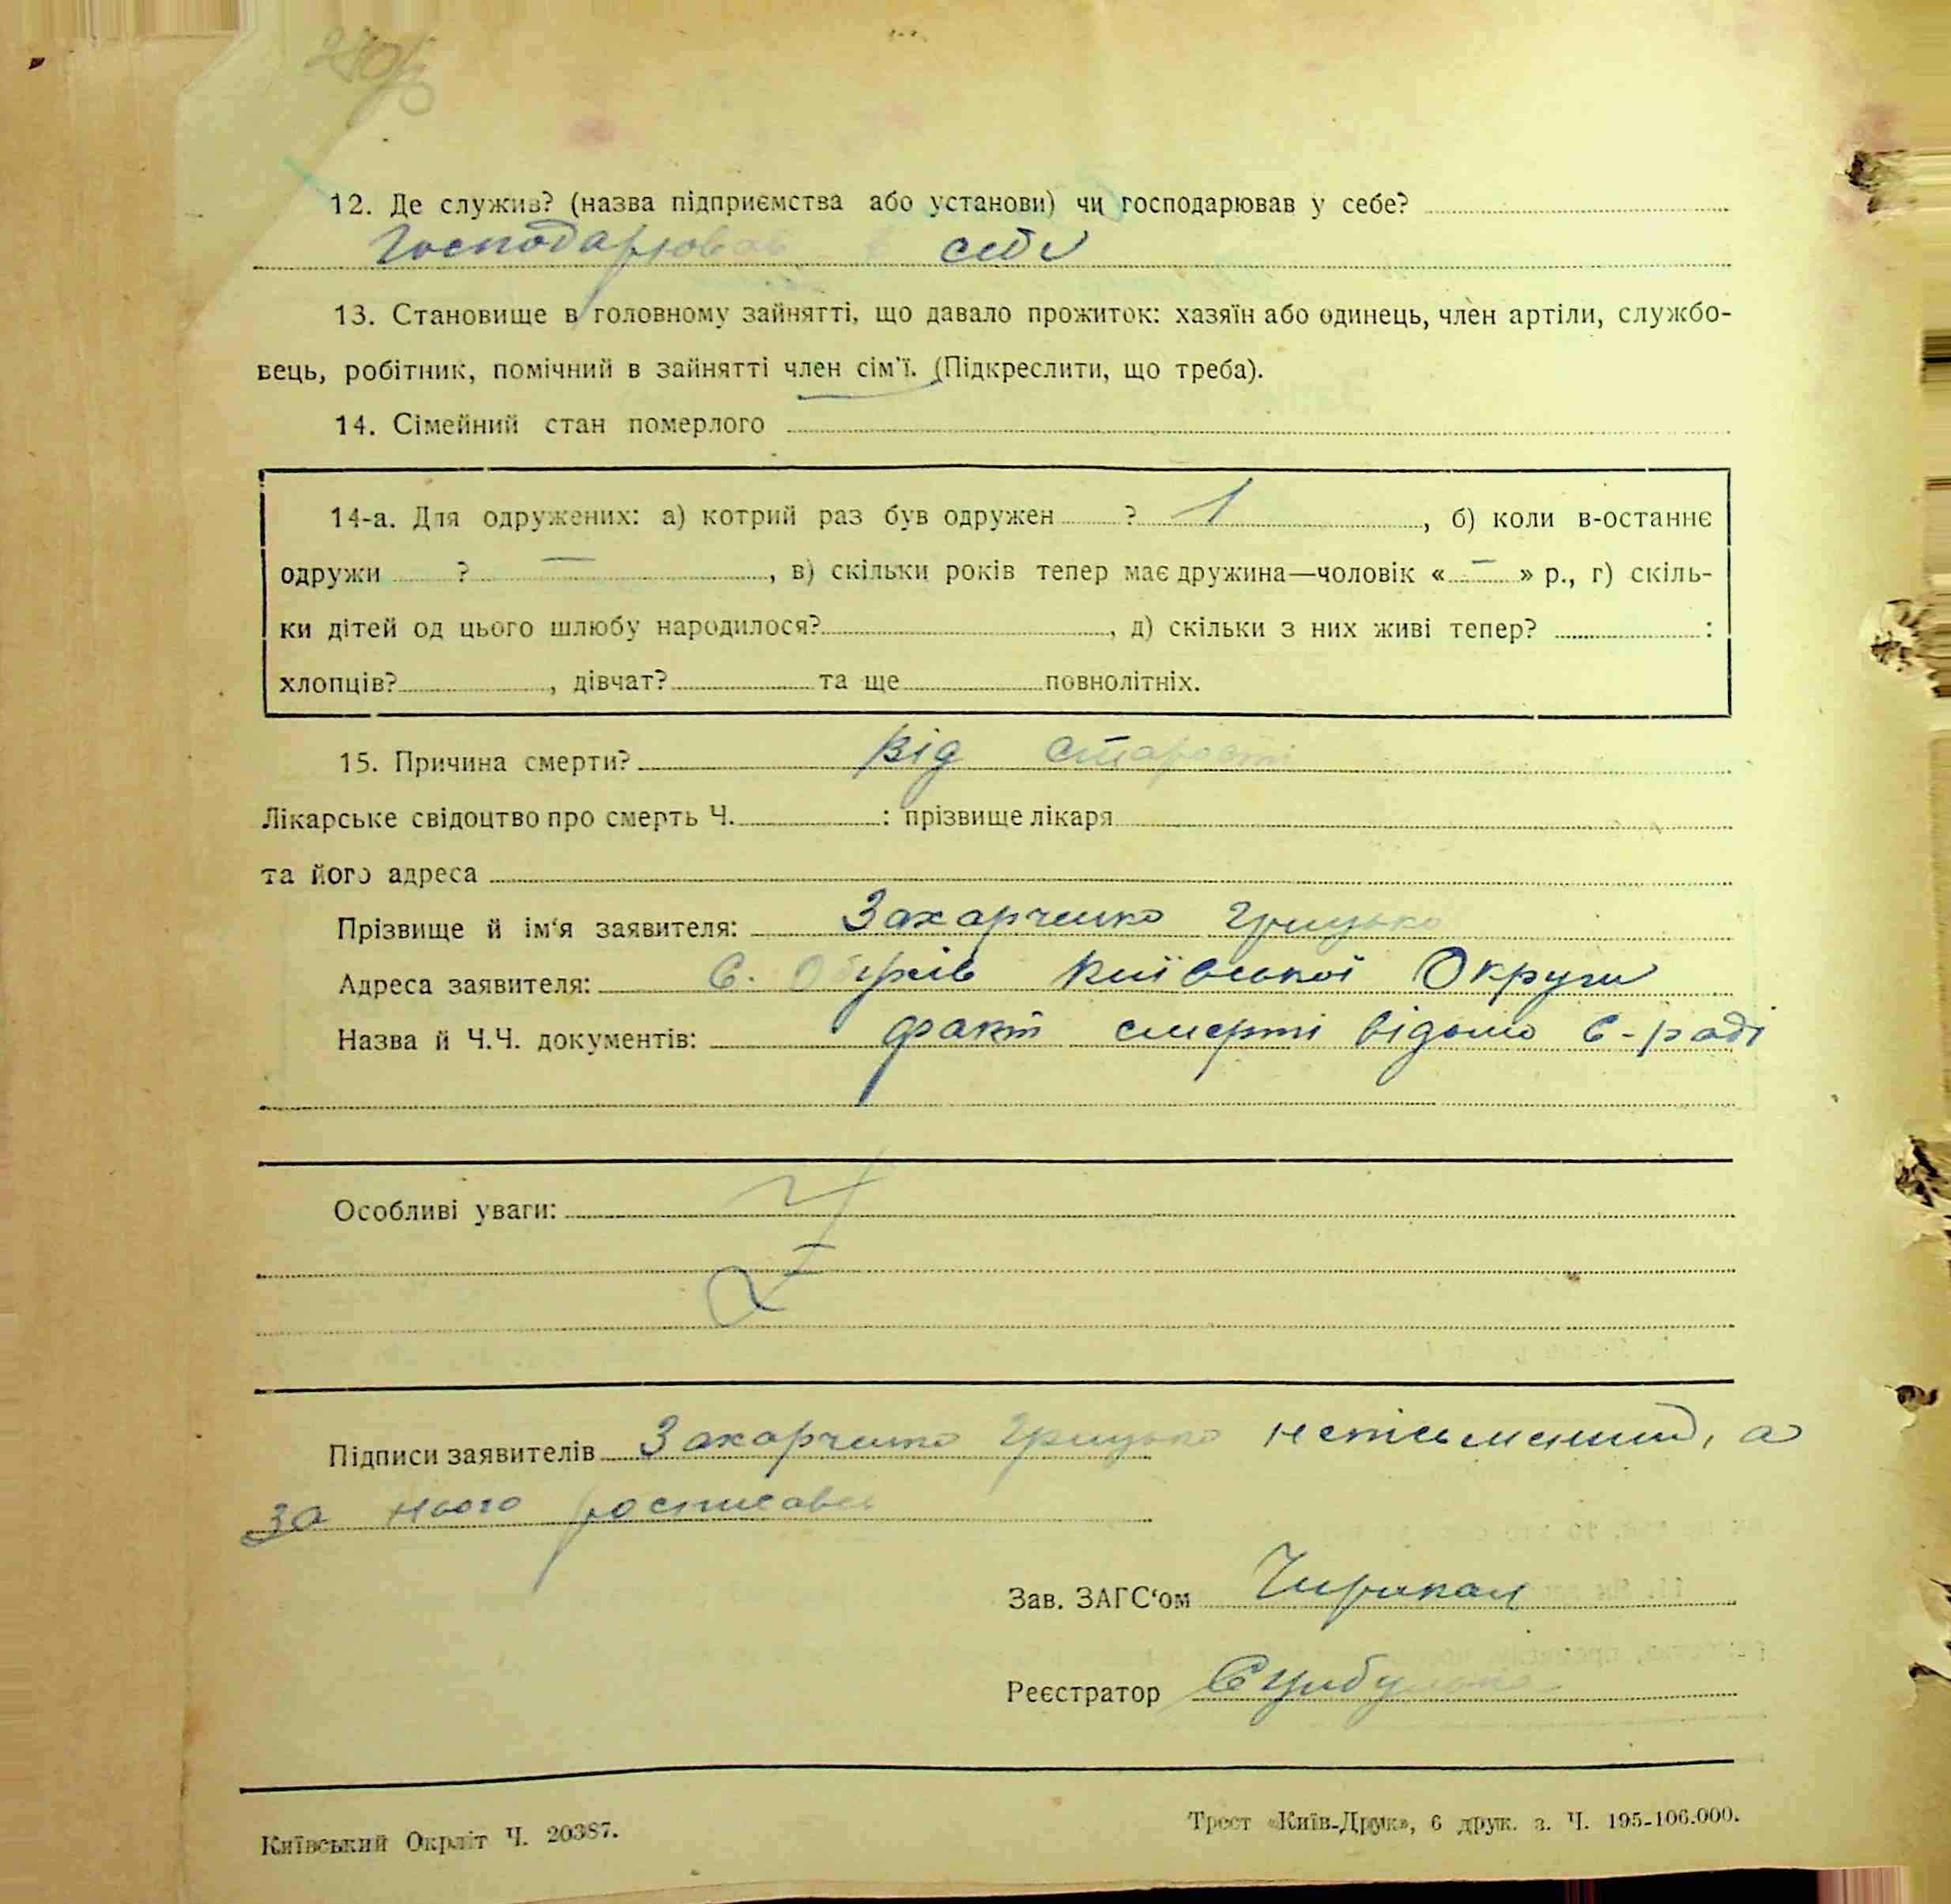 12. Де служив? (назва підприємства або установи) чи господарював у себе?
Господарював в себе
13. Становище в головному зайнятті, що давало прожиток: хазяїн або одинець, член артіли, службо-
вець, робітник, помічний в зайнятті член сім'ї. (Підкреслити, що треба).
14. Сімейний стан померлого
14-а. Для одружених: а) котрий раз був одружен ? 1 , б) коли в-останнє
одружи ? — , в) скільки років тепер має дружина—чоловік « — » р., г) скіль-
ки дітей од цього шлюбу народилося? , д) скільки з них живі тепер? :
хлопців? , дівчат? та ще повнолітніх.
15. Причина смерти? Від старости
Лікарське свідоцтво про смерть Ч. : прізвище лікаря
та його адреса
Прізвище й ім'я заявителя: Захарченко Грицько
Адреса заявителя: С. Обухів Київської Округи
Назва й Ч.Ч. документів: факт смерті відомо С-раді
Особливі уваги:
Підписи заявителів Захарченко Грицько неписьменний, а
за нього росписавсь
Зав. ЗАГС'ом
Реєстратор
Київський Окрліт Ч. 20387.
Трест «Київ-Друк», 6 друк. з. Ч. 195-106.000.